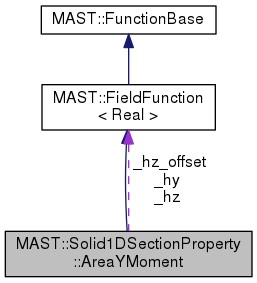 MAST::FunctionBase
MAST::FieldFunction
< Real >
_hz_offset
_hy
_hz
MAST::Solid1DSectionProperty
::AreaYMoment